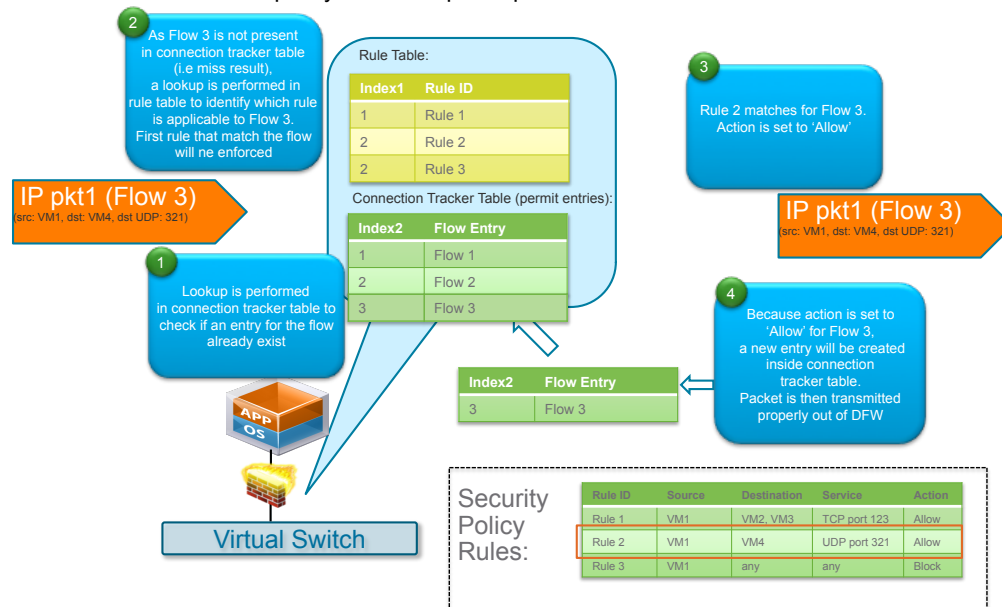 2
As Flow 3 is not present
in connection tracker table
(i.e miss result),
a lookup is performed in
rule table to identify which rule
is applicable to Flow 3.
First rule that match the flow
will ne enforced
IP pkt1 (Flow 3)
(src: VM1, dst: VM4, dst UDP: 321)
1
Lookup is performed
in connection tracker table to
check if an entry for the flow
already exist
Rule Table:
Index1 Rule ID
1 Rule 1
2 Rule 2
2 Rule 3
Connection Tracker Table (permit entries):
Index2 Flow Entry
1 Flow 1
2 Flow 2
3 Flow 3
3
Rule 2 matches for Flow 3.
Action is set to ‘Allow’
IP pkt1 (Flow 3)
(src: VM1, dst: VM4, dst UDP: 321)
4
Because action is set to
‘Allow’ for Flow 3,
a new entry will be created
inside connection
tracker table.
Packet is then transmitted
properly out of DFW
Index2 Flow Entry
3 Flow 3
APP
OS
Virtual Switch
Security
Policy
Rules:
Rule ID Source Destination Service Action
Rule 1 VM1 VM2, VM3 TCP port 123 Allow
Rule 2 VM1 VM4 UDP port 321 Allow
Rule 3 VM1 any any Block